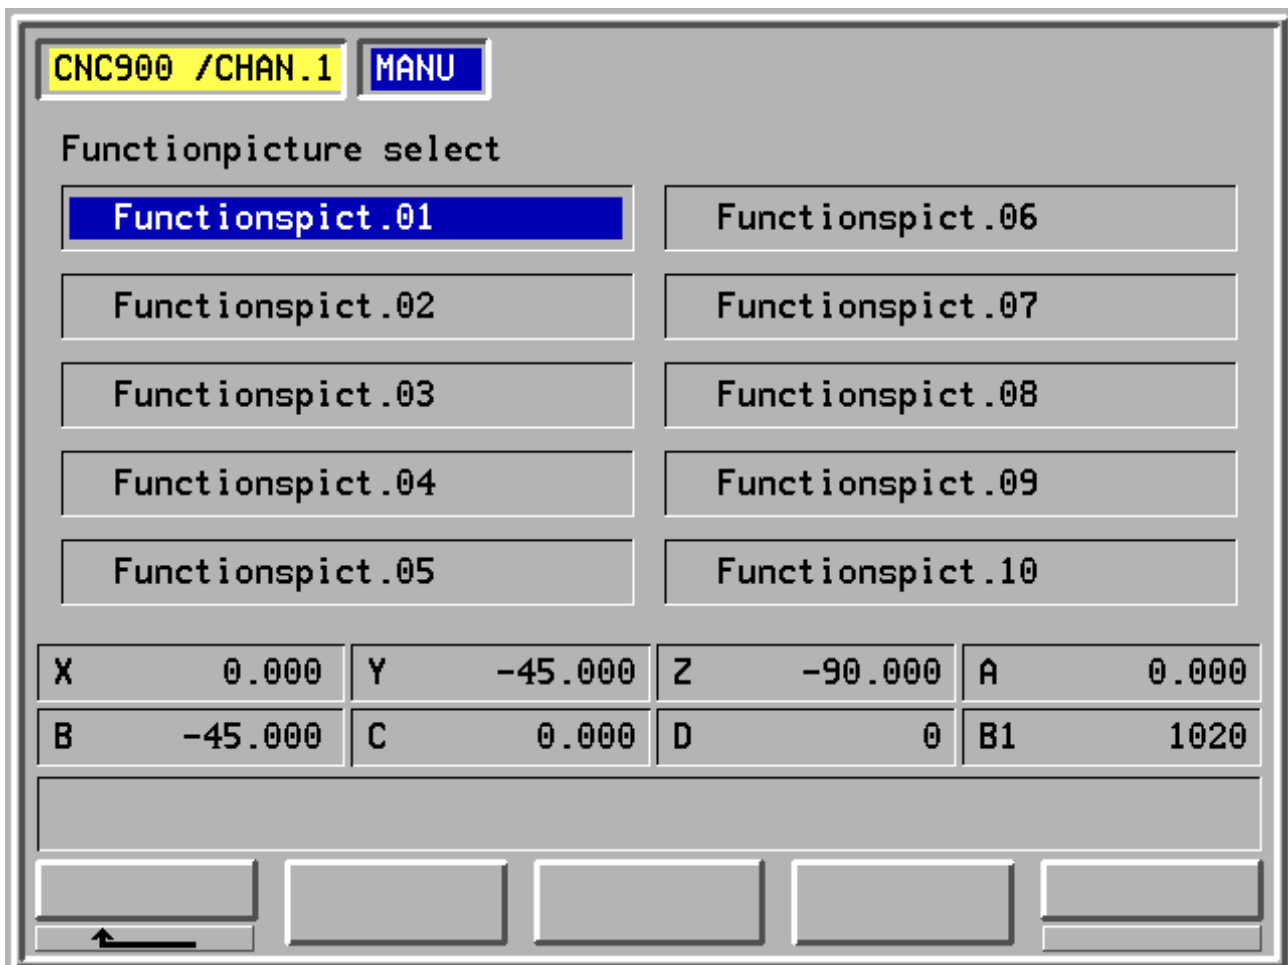 CNC900 /CHAN.1 MANU
Functionpicture select
Functionspict.01 Functionspict.06
Functionspict.02 Functionspict.07
Functionspict.03 Functionspict.08
Functionspict.04 Functionspict.09
Functionspict.05 Functionspict.10
X 0.000 Y -45.000 Z -90.000 A 0.000
B -45.000 C 0.000 D 0 B1 1020